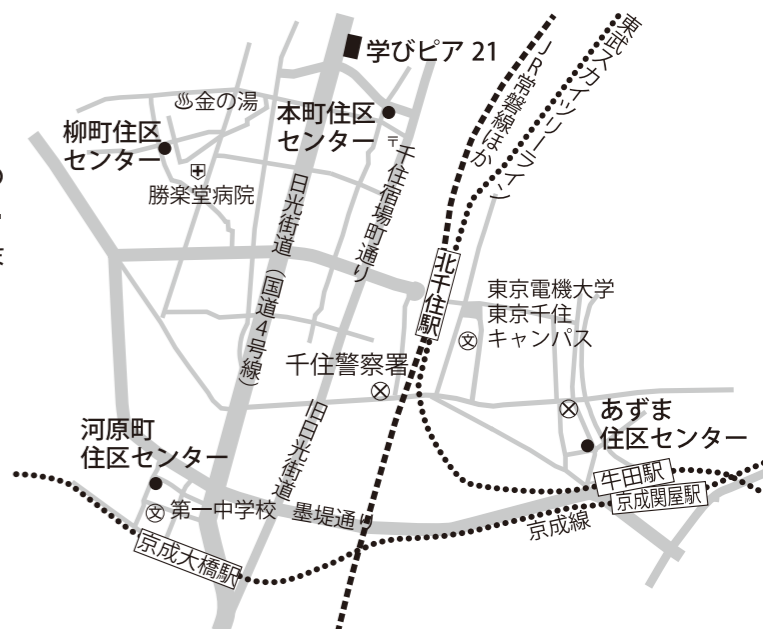 学びピア 21
JR常磐線ほか
東武スカイツリーライン
金の湯
本町住区
センター
柳町住区
センター
〒
千住宿場町通り
勝楽堂病院
日光街道（国道４号線）
北千住駅
東京電機大学
東京千住
キャンパス
文
千住警察署
旧日光街道
あずま
住区センター
河原町
住区センター
牛田駅
京成関屋駅
文
第一中学校
墨堤通り
京成線
京成大橋駅